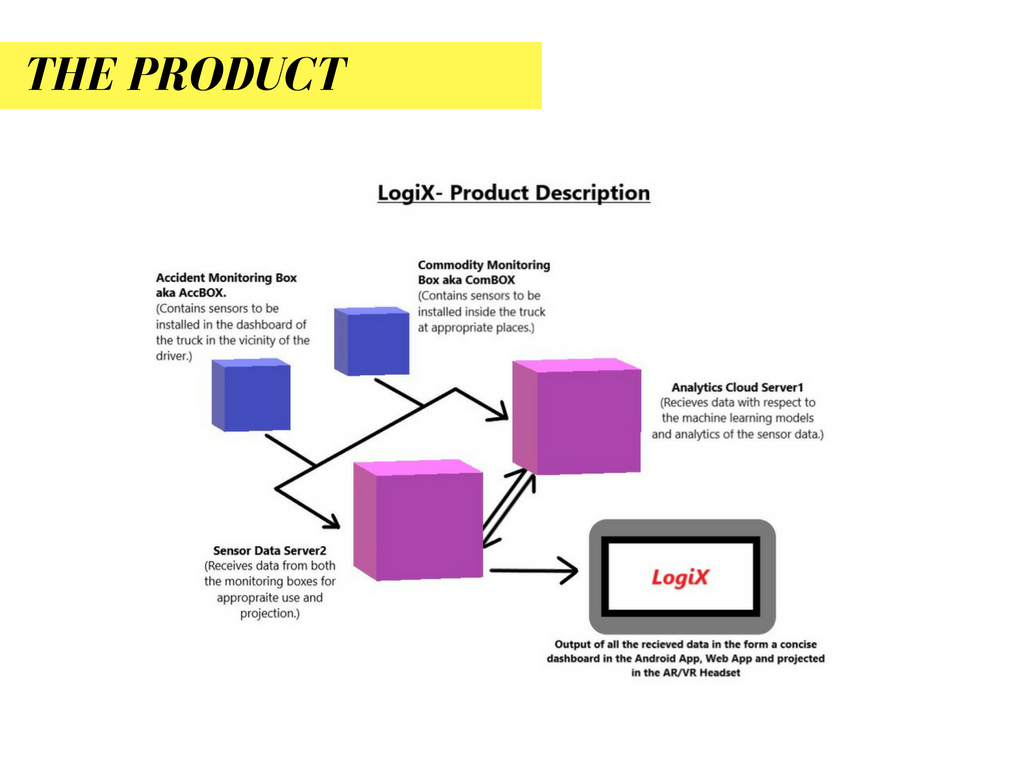 THE PRODUCT
LogiX- Product Description
Accident Monitoring Box
aka AccBOX.
(Contains sensors to be
installed in the dashboard of
the truck in the vicinity of the
driver.)
Commodity Monitoring
Box aka ComBOX
(Contains sensors to be
installed inside the truck
at appropriate places.)
Analytics Cloud Server1
(Recieves data with respect to
the machine learning models
and analytics of the sensor data.)
Sensor Data Server2
(Receives data from both
the monitoring boxes for
appropraite use and
projection.)
LogiX
Output of all the recieved data in the form a concise
dashboard in the Android App, Web App and projected
in the AR/VR Headset